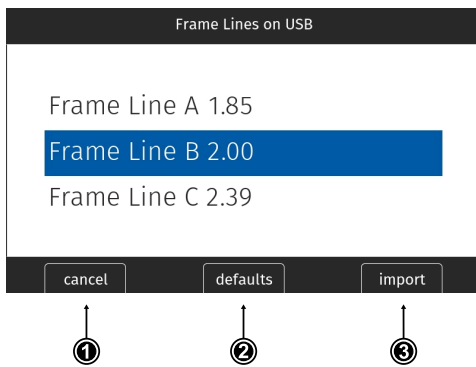 Frame Lines on USB
Frame Line A 1.85
Frame Line B 2.00
Frame Line C 2.39
cancel defaults import
1 2 3